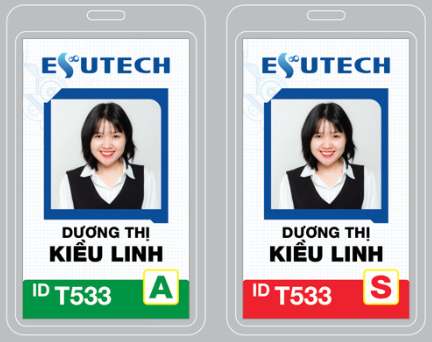 ESUTECH
DƯƠNG THỊ
KIỀU LINH
ID T533
A
ESUTECH
DƯƠNG THỊ
KIỀU LINH
ID T533
S